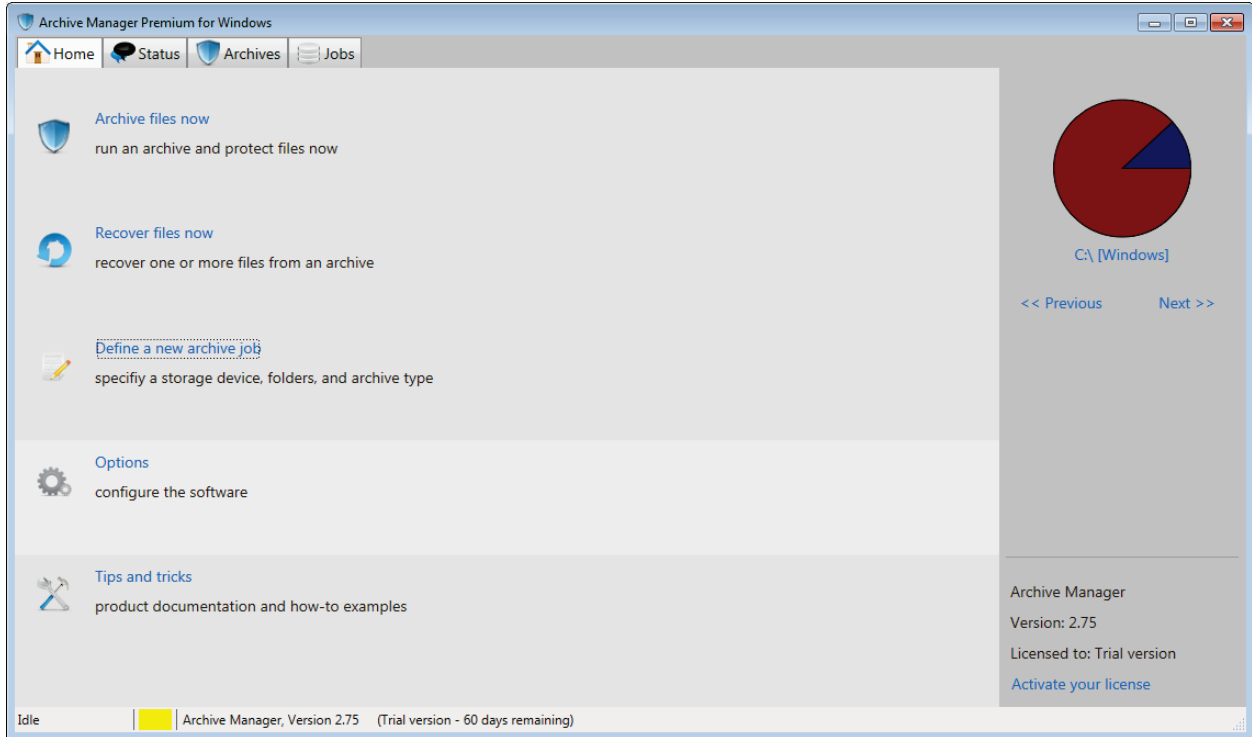 Archive Manager Premium for Windows
Home Status Archives Jobs
Archive files now
run an archive and protect files now
Recover files now
recover one or more files from an archive
Define a new archive job
specifiy a storage device, folders, and archive type
Options
configure the software
Tips and tricks
product documentation and how-to examples
C:\ [Windows]
<< Previous Next >>
Archive Manager
Version: 2.75
Licensed to: Trial version
Activate your license
Idle Archive Manager, Version 2.75 (Trial version - 60 days remaining)